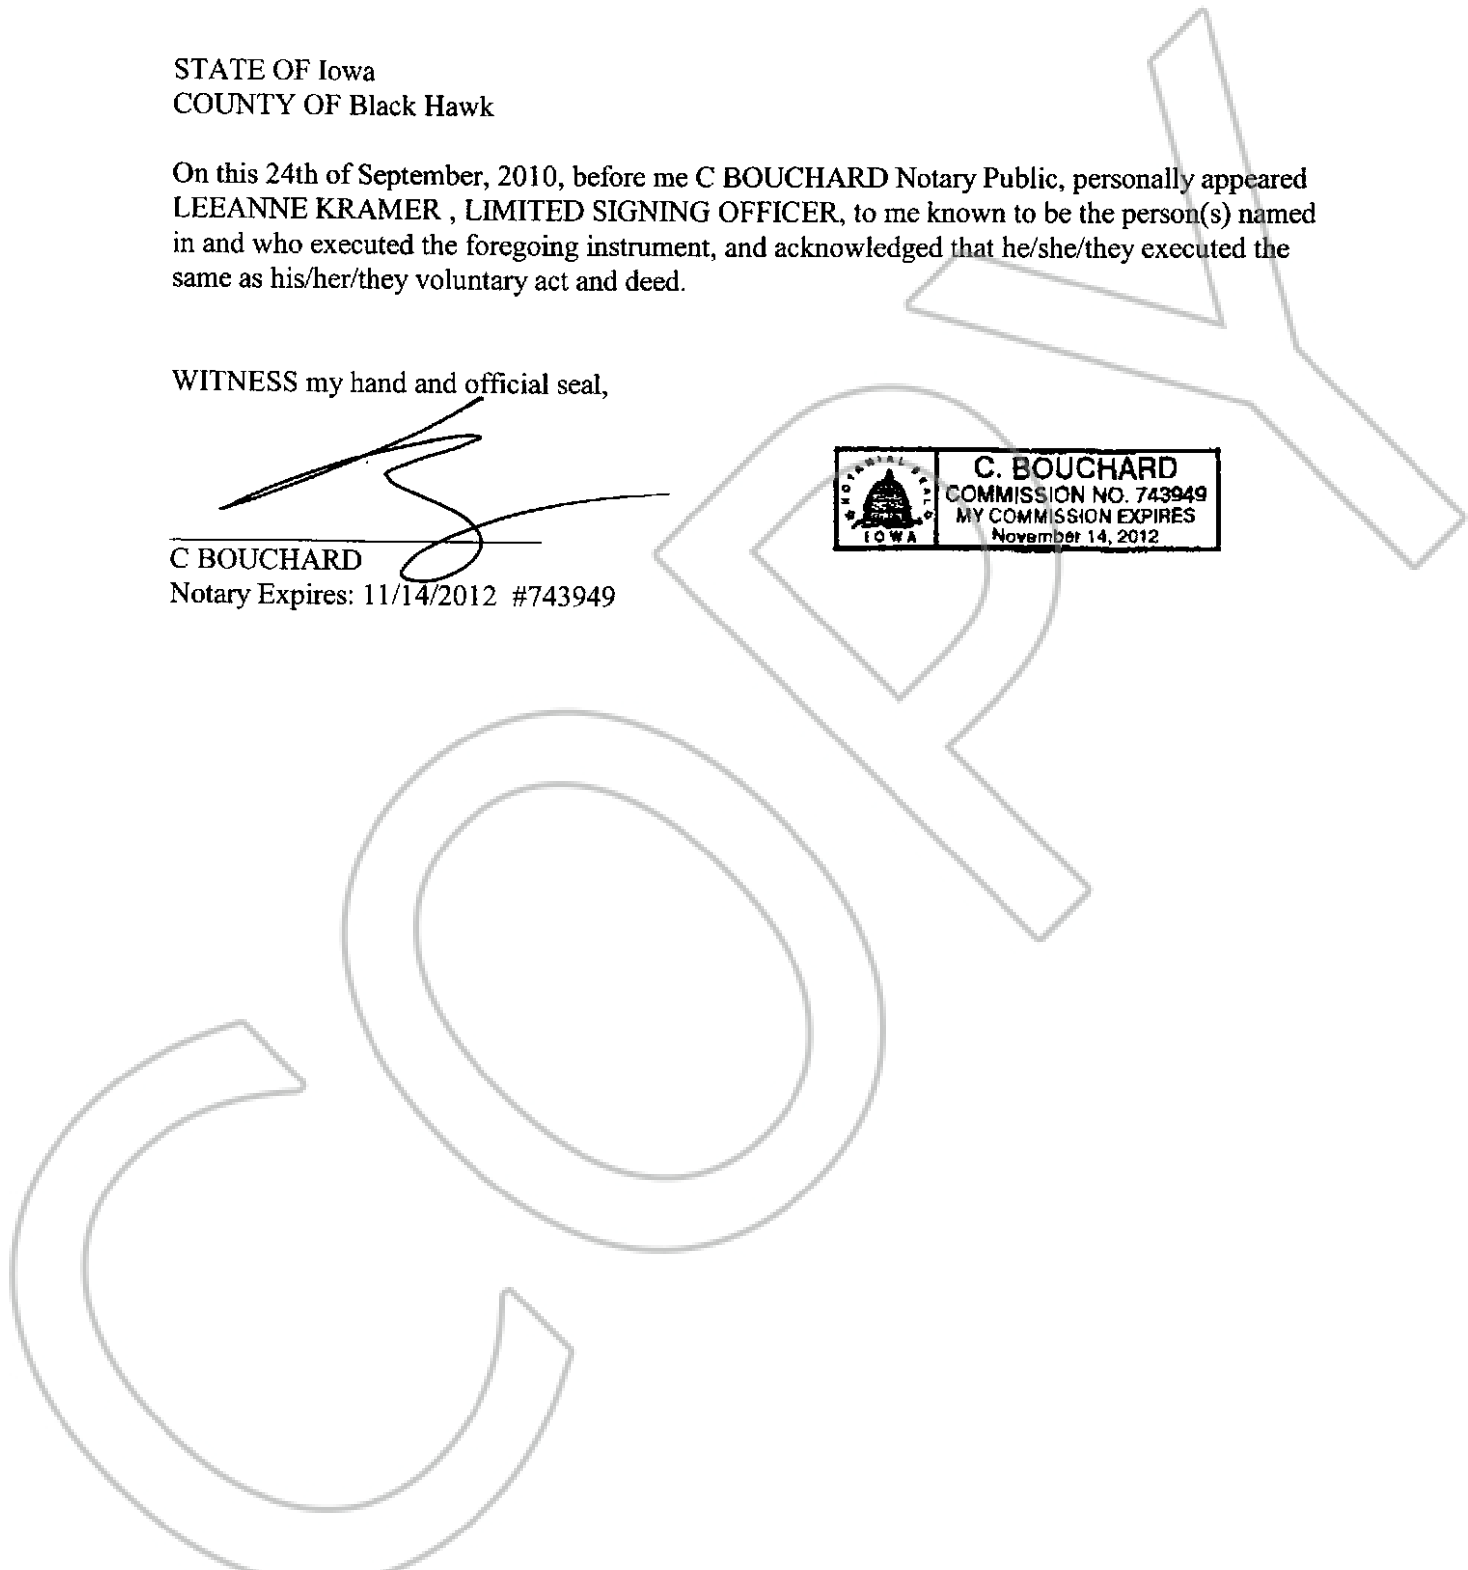 STATE OF Iowa
COUNTY OF Black Hawk
On this 24th of September, 2010, before me C BOUCHARD Notary Public, personally appeared
LEEANNE KRAMER , LIMITED SIGNING OFFICER, to me known to be the person(s) named
in and who executed the foregoing instrument, and acknowledged that he/she/they executed the
same as his/her/they voluntary act and deed.
WITNESS my hand and official seal,
C BOUCHARD
Notary Expires: 11/14/2012 #743949
NOTARIAL SEAL
IOWA
C. BOUCHARD
COMMISSION NO. 743949
MY COMMISSION EXPIRES
November 14, 2012
COPY